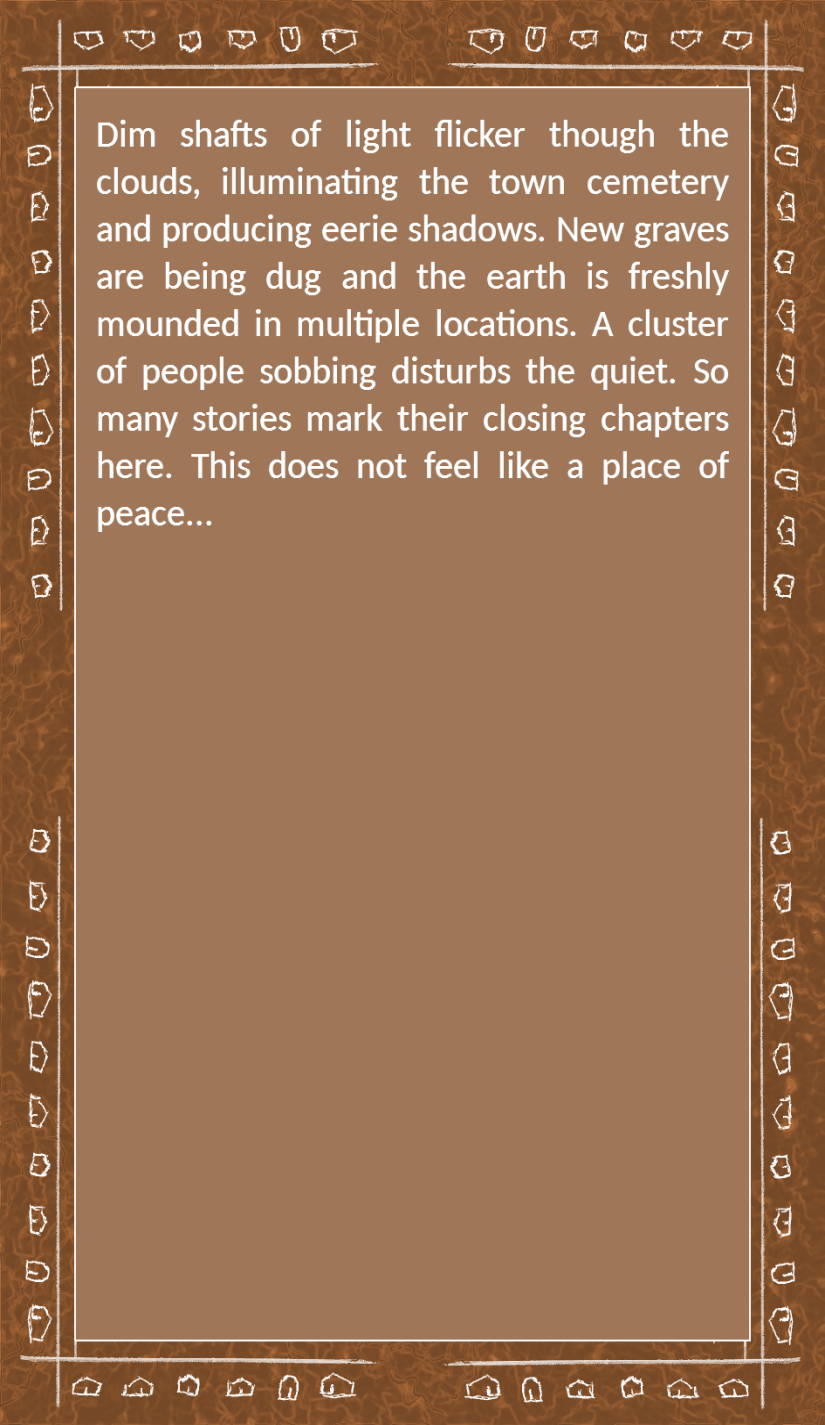 Dim shafts of light flicker though the
clouds, illuminating the town cemetery
and producing eerie shadows. New graves
are being dug and the earth is freshly
mounded in multiple locations. A cluster
of people sobbing disturbs the quiet. So
many stories mark their closing chapters
here. This does not feel like a place of
peace...